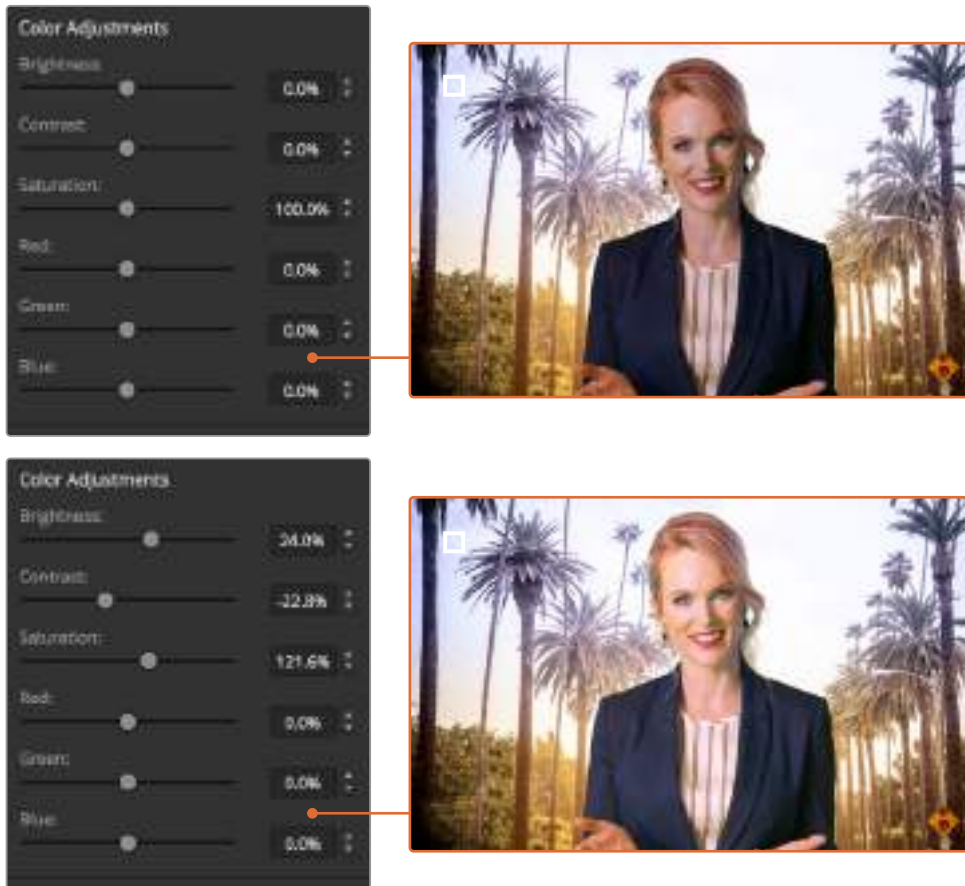 Color Adjustments
Brightness:
0.0%
Contrast:
0.0%
Saturation:
100.0%
Red:
0.0%
Green:
0.0%
Blue:
0.0%
Color Adjustments
Brightness:
24.0%
Contrast:
-22.8%
Saturation:
121.6%
Red:
0.0%
Green:
0.0%
Blue:
0.0%